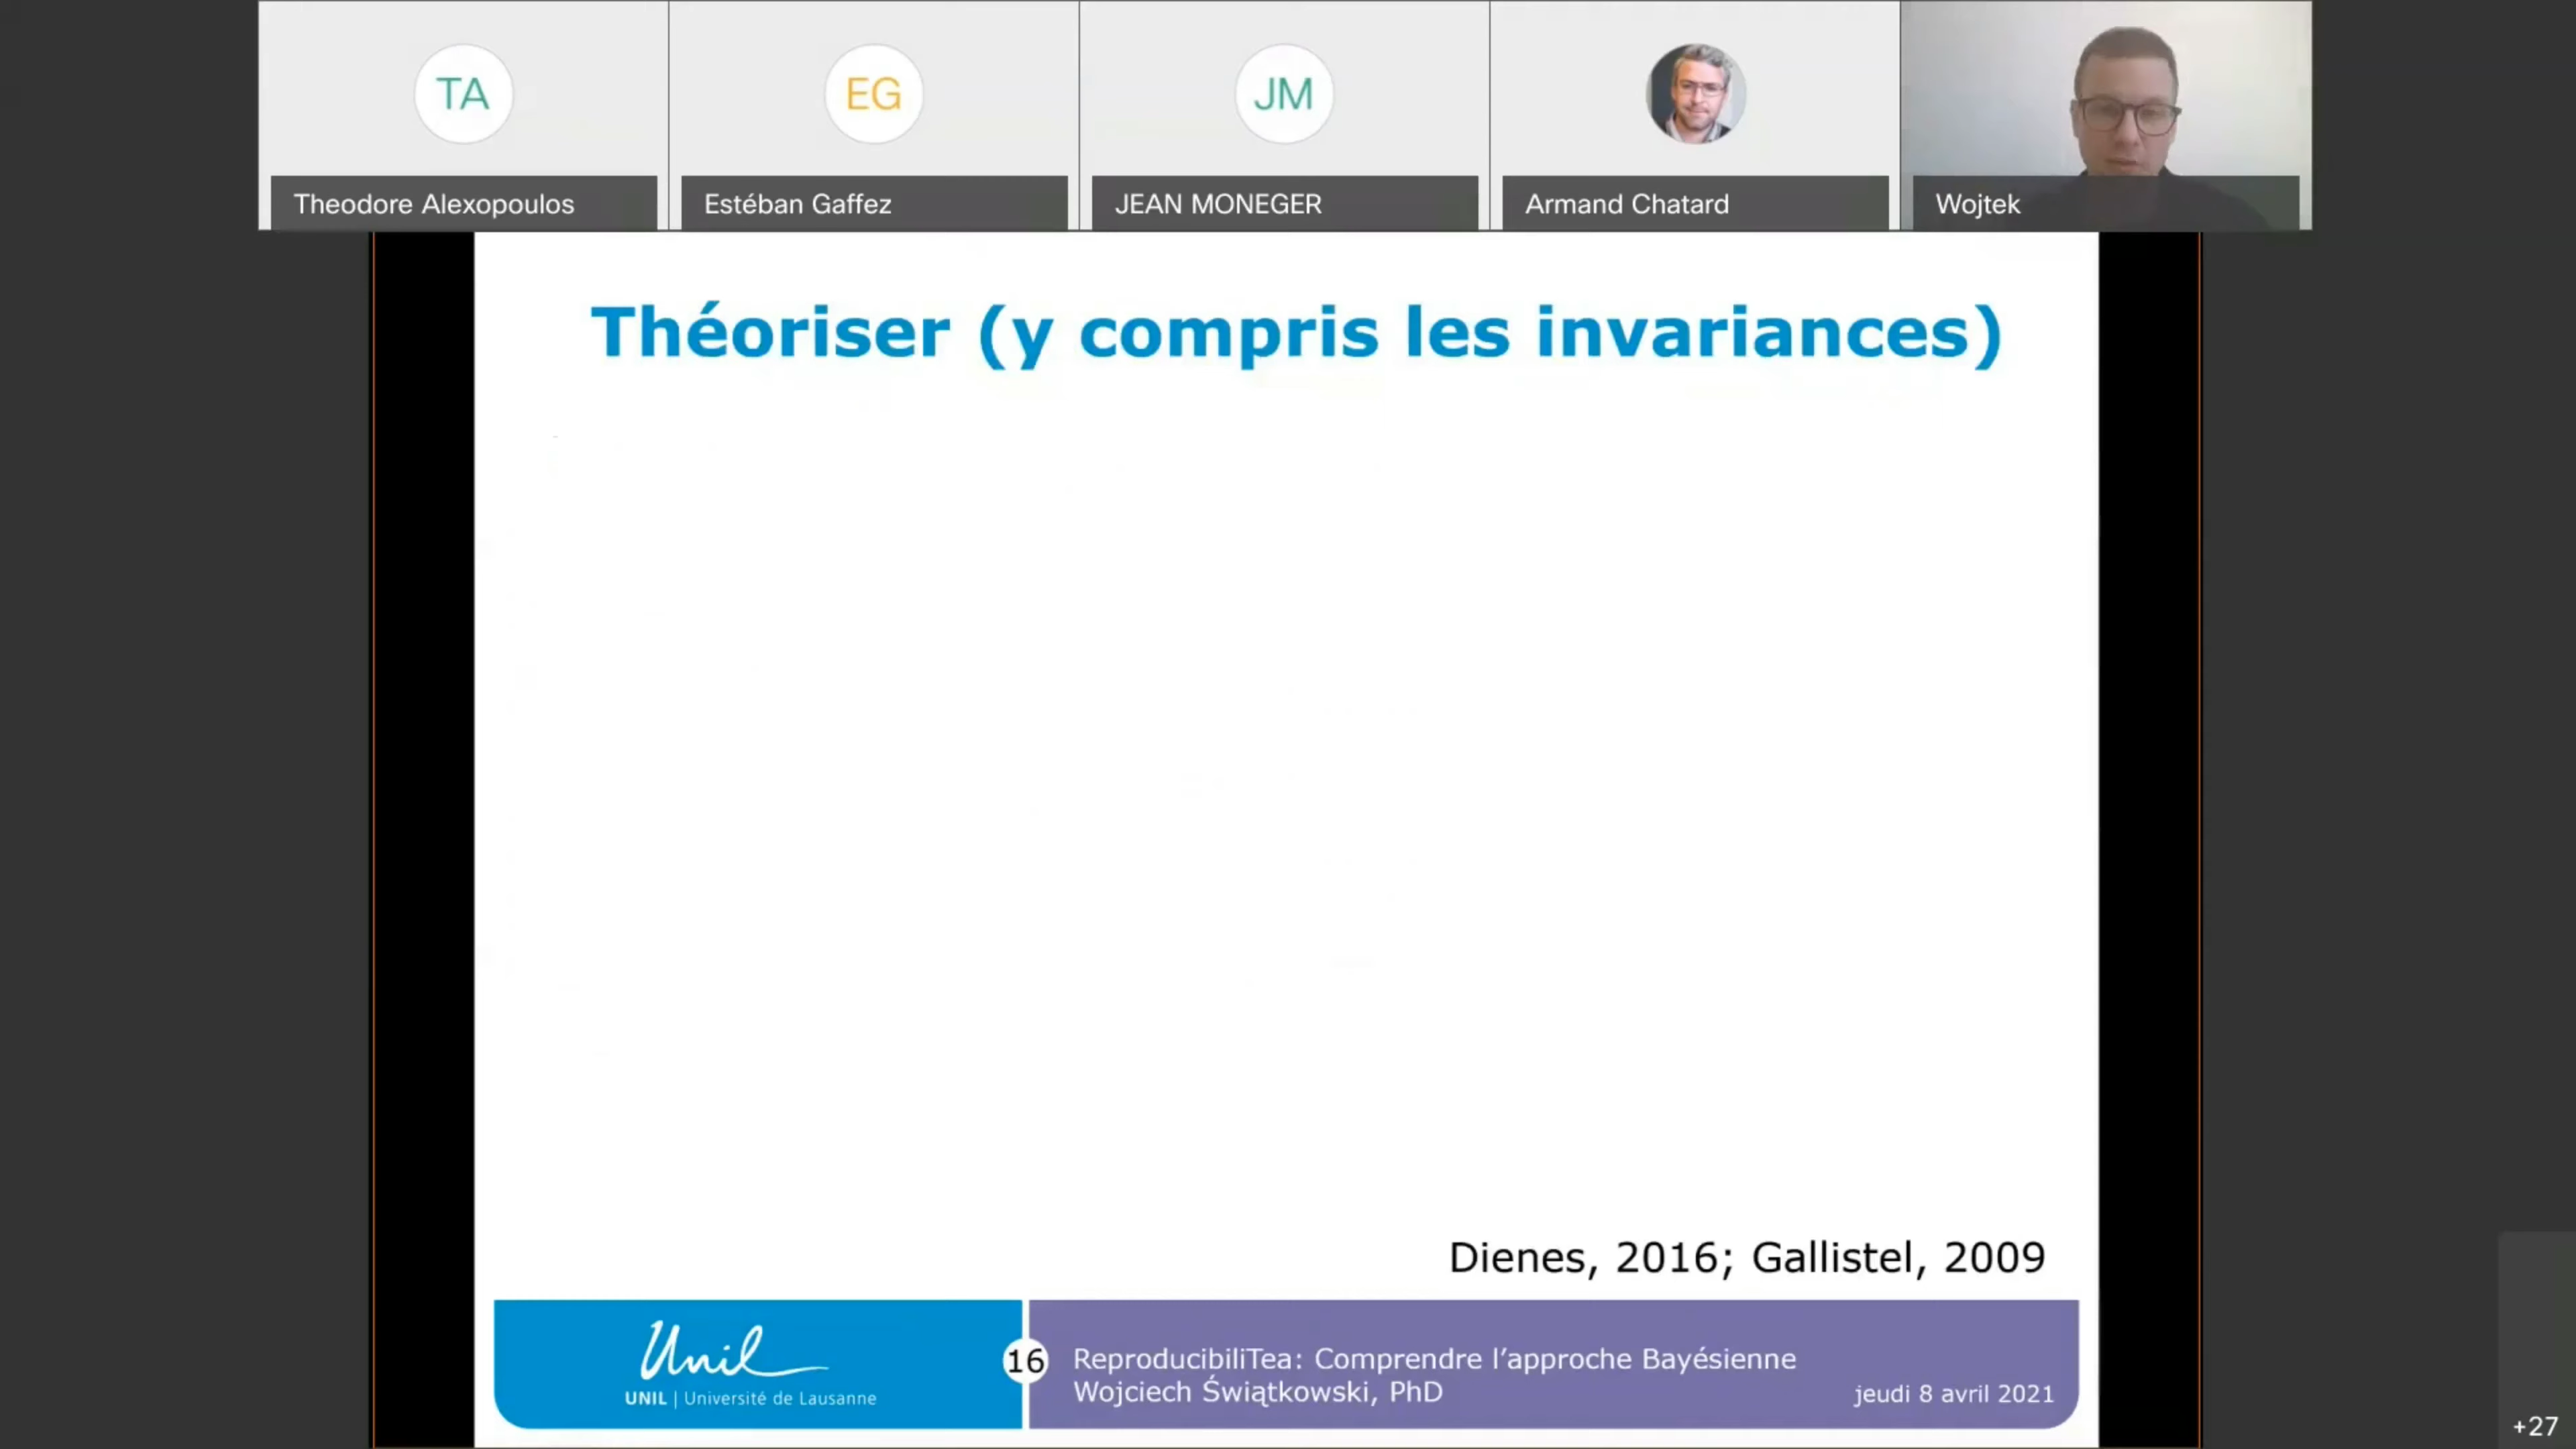 TA
EG
JM
Theodore Alexopoulos
Estéban Gaffez
JEAN MONEGER
Armand Chatard
Wojtek
Théoriser (y compris les invariances)
Dienes, 2016; Gallistel, 2009
Unil
UNIL | Université de Lausanne
16
ReproducibiliTea: Comprendre l'approche Bayésienne
Wojciech Świątkowski, PhD
jeudi 8 avril 2021
+27